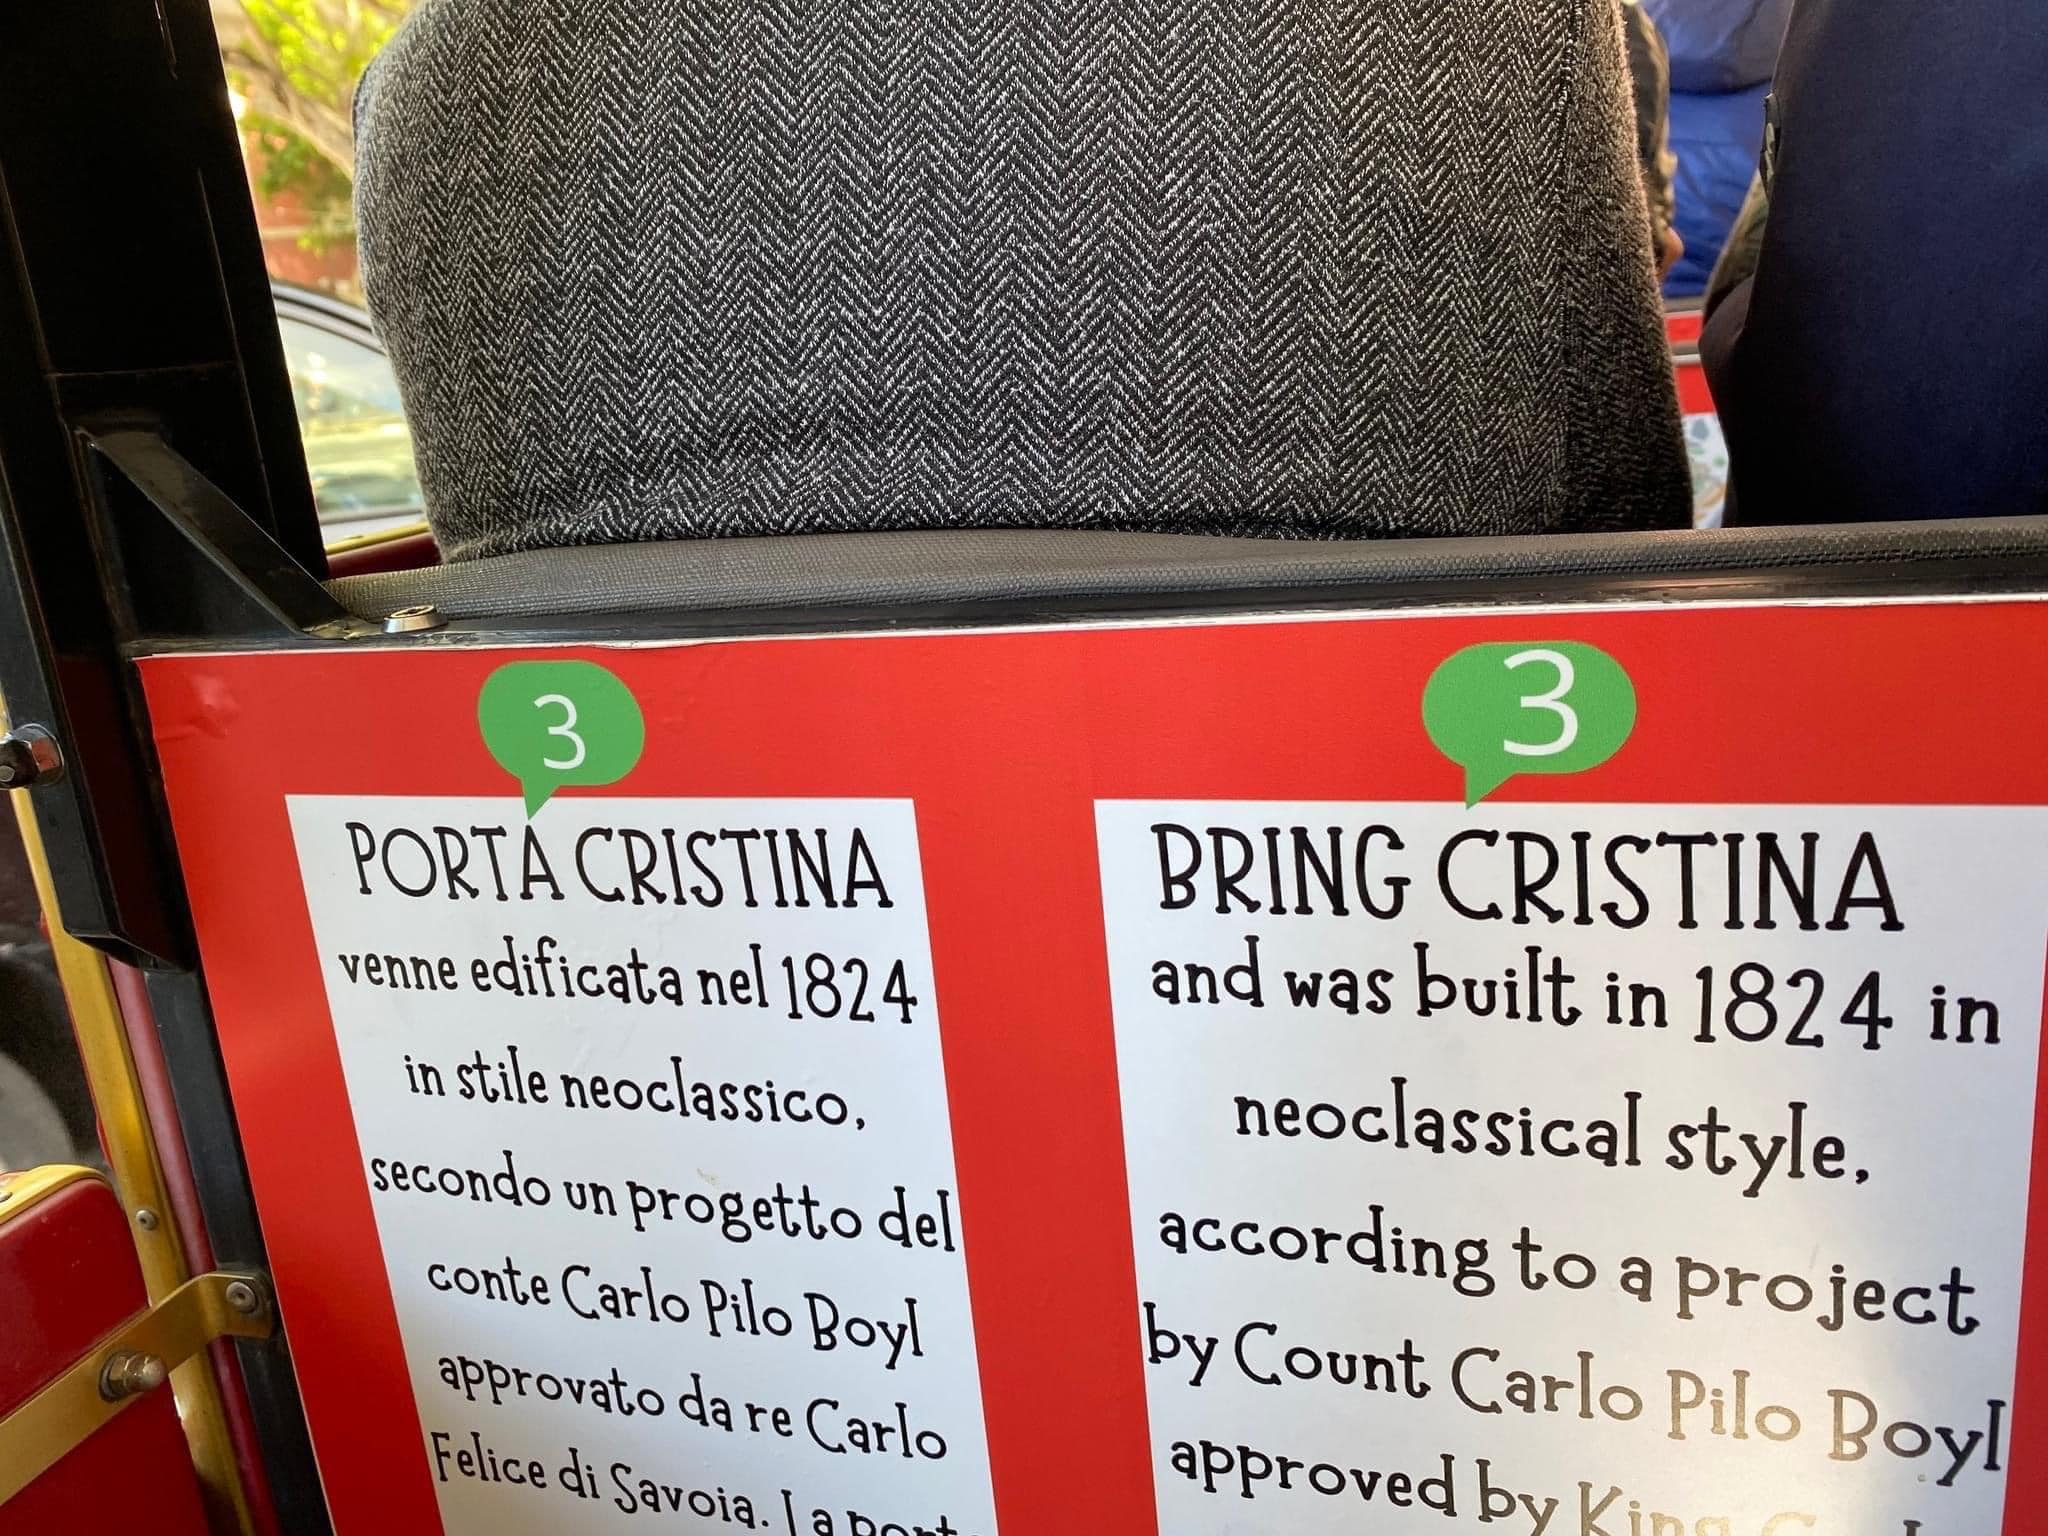 3
PORTA CRISTINA
venne edificata nel 1824
in stile neoclassico,
secondo un progetto del
conte Carlo Pilo Boyl
approvato da re Carlo
Felice di Savoia. La
3
BRING CRISTINA
and was built in 1824 in
neoclassical style,
according to a project
by Count Carlo Pilo Boyl
approved by King